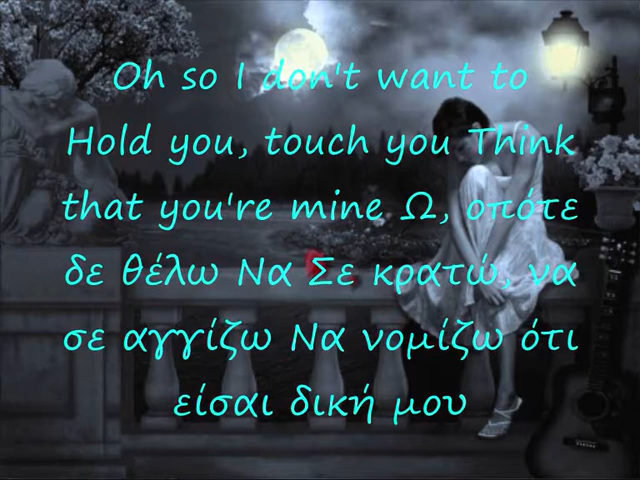 Oh so I don't want to
Hold you, touch you Think
that you're mine Ω, οπότε
δε θέλω Να Σε κρατώ, να
σε αγγίζω Να νομίζω ότι
είσαι δική μου